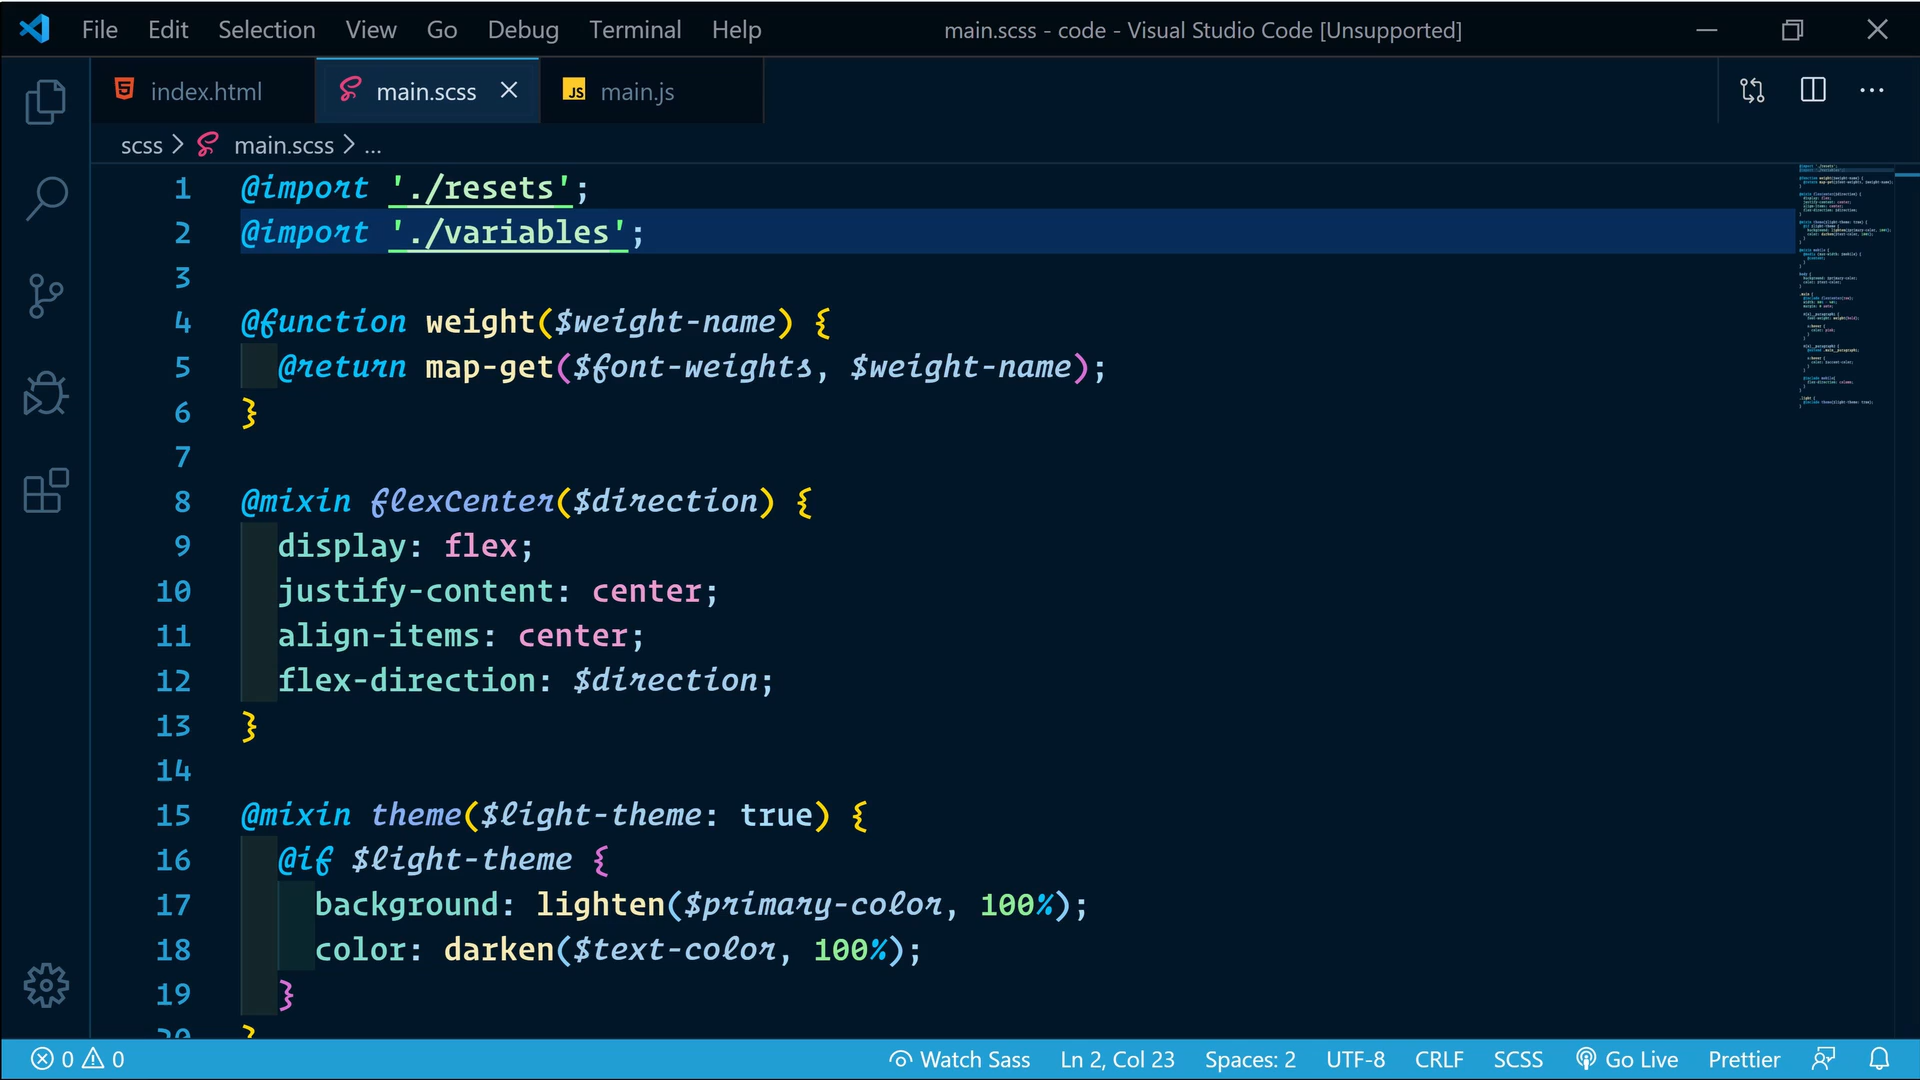 File Edit Selection View Go Debug Terminal Help main.scss - code - Visual Studio Code [Unsupported]
index.html main.scss JS main.js
scss > main.scss > ...
1 @import './resets';
2 @import './variables';
3
4 @function weight($weight-name) {
5 @return map-get($font-weights, $weight-name);
6 }
7
8 @mixin flexCenter($direction) {
9 display: flex;
10 justify-content: center;
11 align-items: center;
12 flex-direction: $direction;
13 }
14
15 @mixin theme($light-theme: true) {
16 @if $light-theme {
17 background: lighten($primary-color, 100%);
18 color: darken($text-color, 100%);
19 }
20 }
0 0 Watch Sass Ln 2, Col 23 Spaces: 2 UTF-8 CRLF SCSS Go Live Prettier